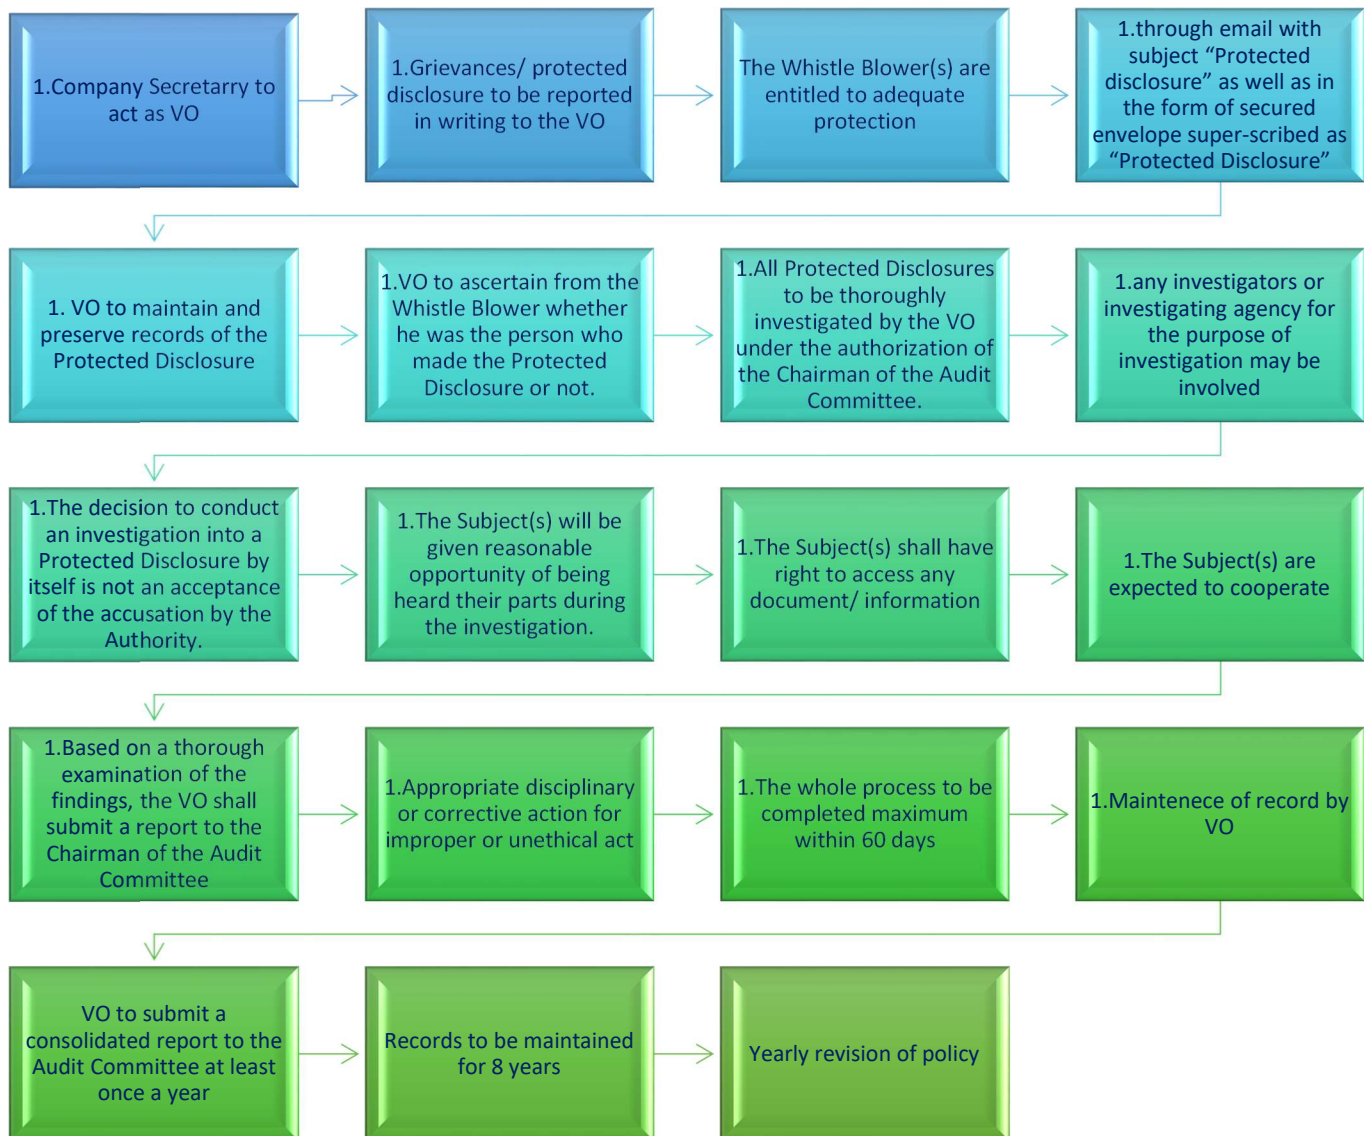 1.Company Secretarry to
act as VO
1.Grievances/ protected
disclosure to be reported
in writing to the VO
The Whistle Blower(s) are
entitled to adequate
protection
1.through email with
subject “Protected
disclosure” as well as in
the form of secured
envelope super-scribed as
“Protected Disclosure”
1. VO to maintain and
preserve records of the
Protected Disclosure
1.VO to ascertain from the
Whistle Blower whether
he was the person who
made the Protected
Disclosure or not.
1.All Protected Disclosures
to be thoroughly
investigated by the VO
under the authorization of
the Chairman of the Audit
Committee.
1.any investigators or
investigating agency for
the purpose of
investigation may be
involved
1.The decision to conduct
an investigation into a
Protected Disclosure by
itself is not an acceptance
of the accusation by the
Authority.
1.The Subject(s) will be
given reasonable
opportunity of being
heard their parts during
the investigation.
1.The Subject(s) shall have
right to access any
document/ information
1.The Subject(s) are
expected to cooperate
1.Based on a thorough
examination of the
findings, the VO shall
submit a report to the
Chairman of the Audit
Committee
1.Appropriate disciplinary
or corrective action for
improper or unethical act
1.The whole process to be
completed maximum
within 60 days
1.Maintenece of record by
VO
VO to submit a
consolidated report to the
Audit Committee at least
once a year
Records to be maintained
for 8 years
Yearly revision of policy